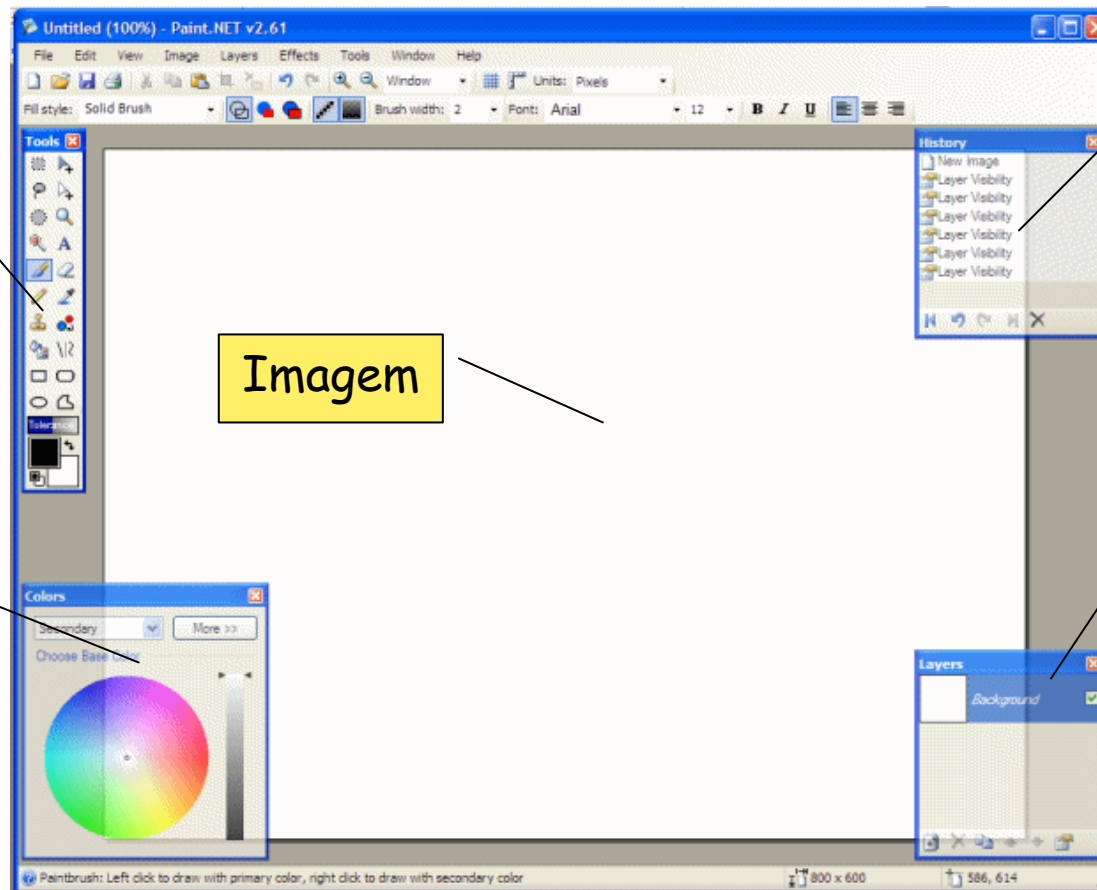 Untitled (100%) - Paint.NET v2.61
File Edit View Image Layers Effects Tools Window Help
Window Units: Pixels
Fill style: Solid Brush Brush width: 2 Font: Arial 12 B I U
Tools
A
Tolerance
History
New Image
Layer Visibility
Layer Visibility
Layer Visibility
Layer Visibility
Layer Visibility
Layer Visibility
Imagem
Colors
Secondary More >>
Choose Base Color
Layers
Background
Paintbrush: Left click to draw with primary color, right click to draw with secondary color 800 x 600 586, 614